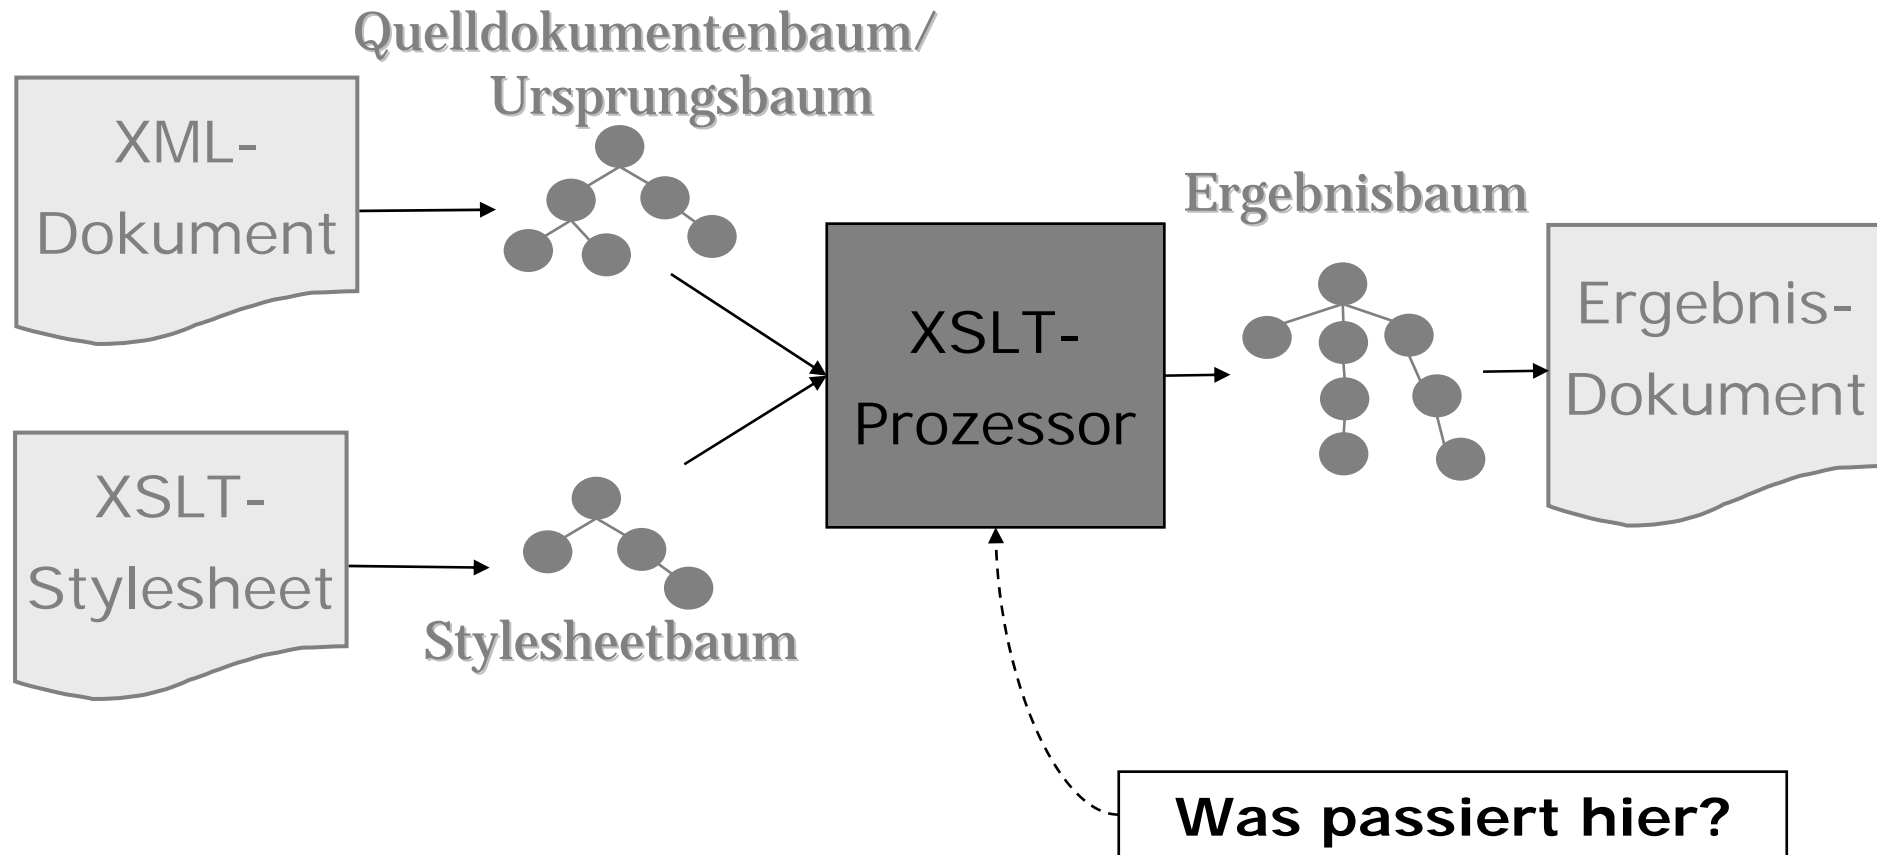 Quelldokumentenbaum/
Ursprungsbaum
XML-
Dokument
Ergebnisbaum
XSLT-
Prozessor
Ergebnis-
Dokument
XSLT-
Stylesheet
Stylesheetbaum
Was passiert hier?